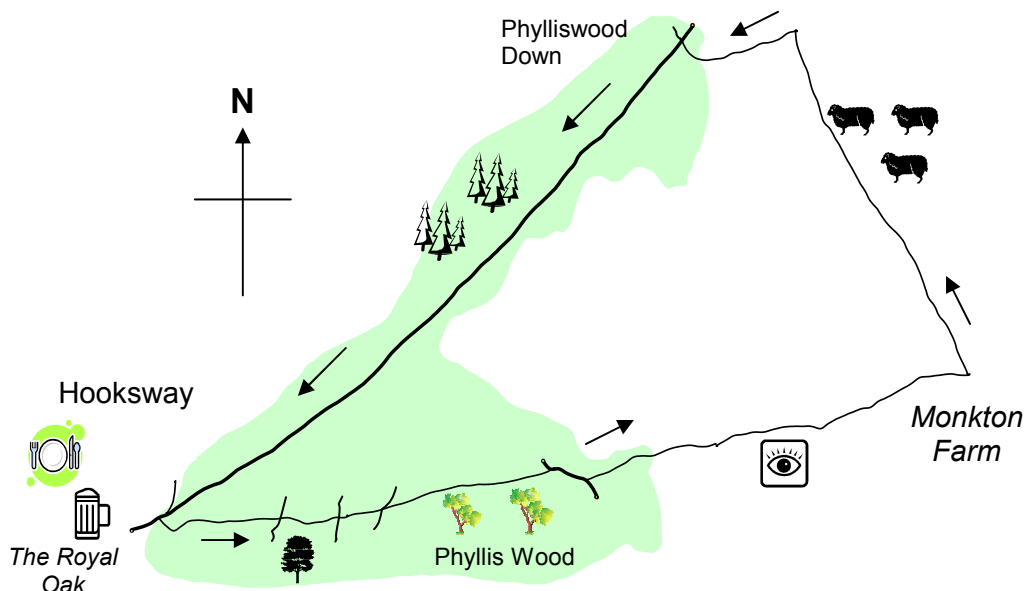 Phylliswood
Down
N
Hooksway
Monkton
Farm
The Royal
Oak
Phyllis Wood